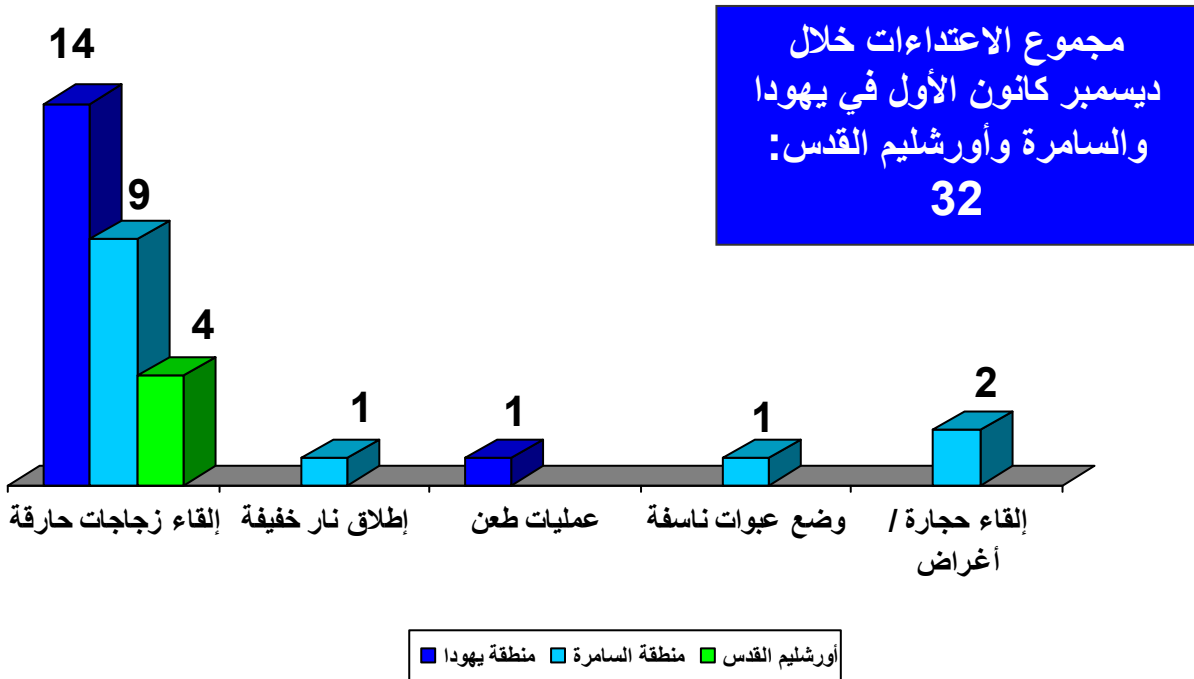 مجموع الاعتداءات خلال
ديسمبر كانون الأول في يهودا
والسامرة وأورشليم القدس:
32
14
9
4
1
1
1
2
إلقاء زجاجات حارقة
إطلاق نار خفيفة
عمليات طعن
وضع عبوات ناسفة
إلقاء حجارة /
أغراض
منطقة يهودا
منطقة السامرة
أورشليم القدس